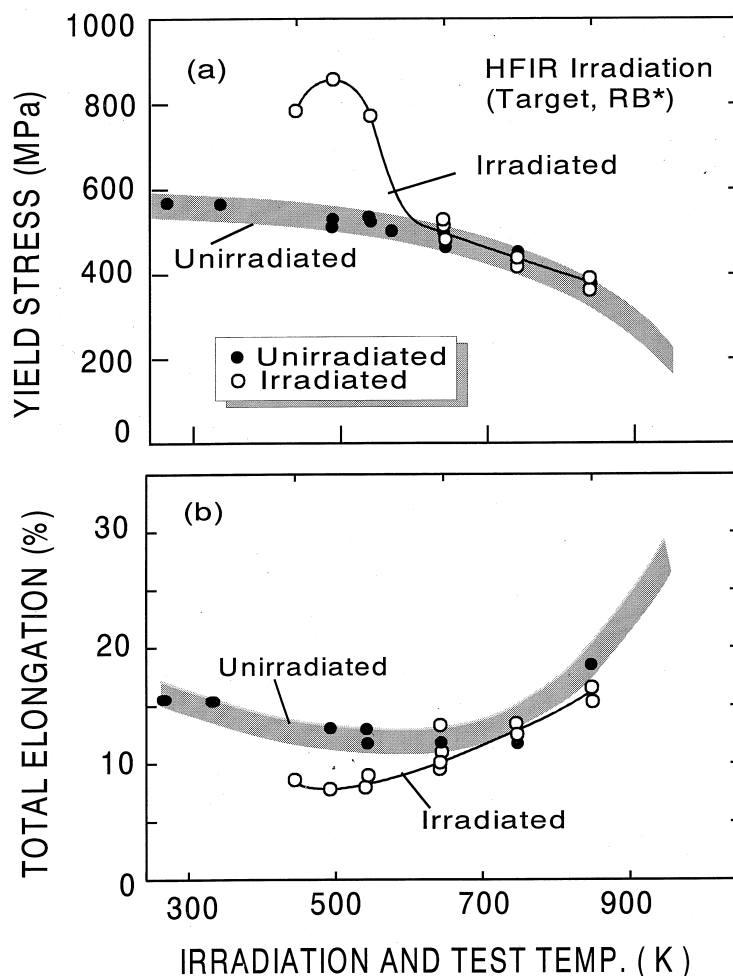 1000
800
600
400
200
0
YIELD STRESS (MPa)
(a)
HFIR Irradiation
(Target, RB*)
Irradiated
Unirradiated
Unirradiated
Irradiated
30
20
10
0
TOTAL ELONGATION (%)
(b)
Unirradiated
Irradiated
300 500 700 900
IRRADIATION AND TEST TEMP. ( K )